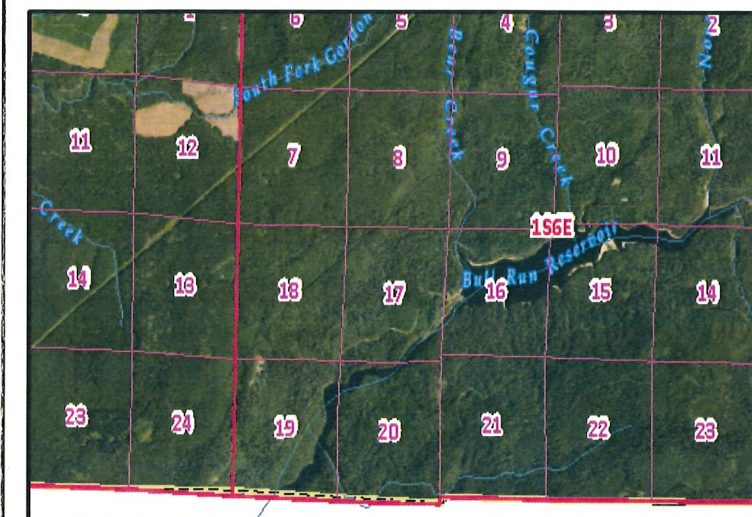 6 5 4 3 2
South Fork Gordon
Bear Creek
Cougar Creek
11 12 7 8 9 10 11
1S6E
Creek
Bull Run Reservoir
14 13 18 17 16 15 14
23 24 19 20 21 22 23